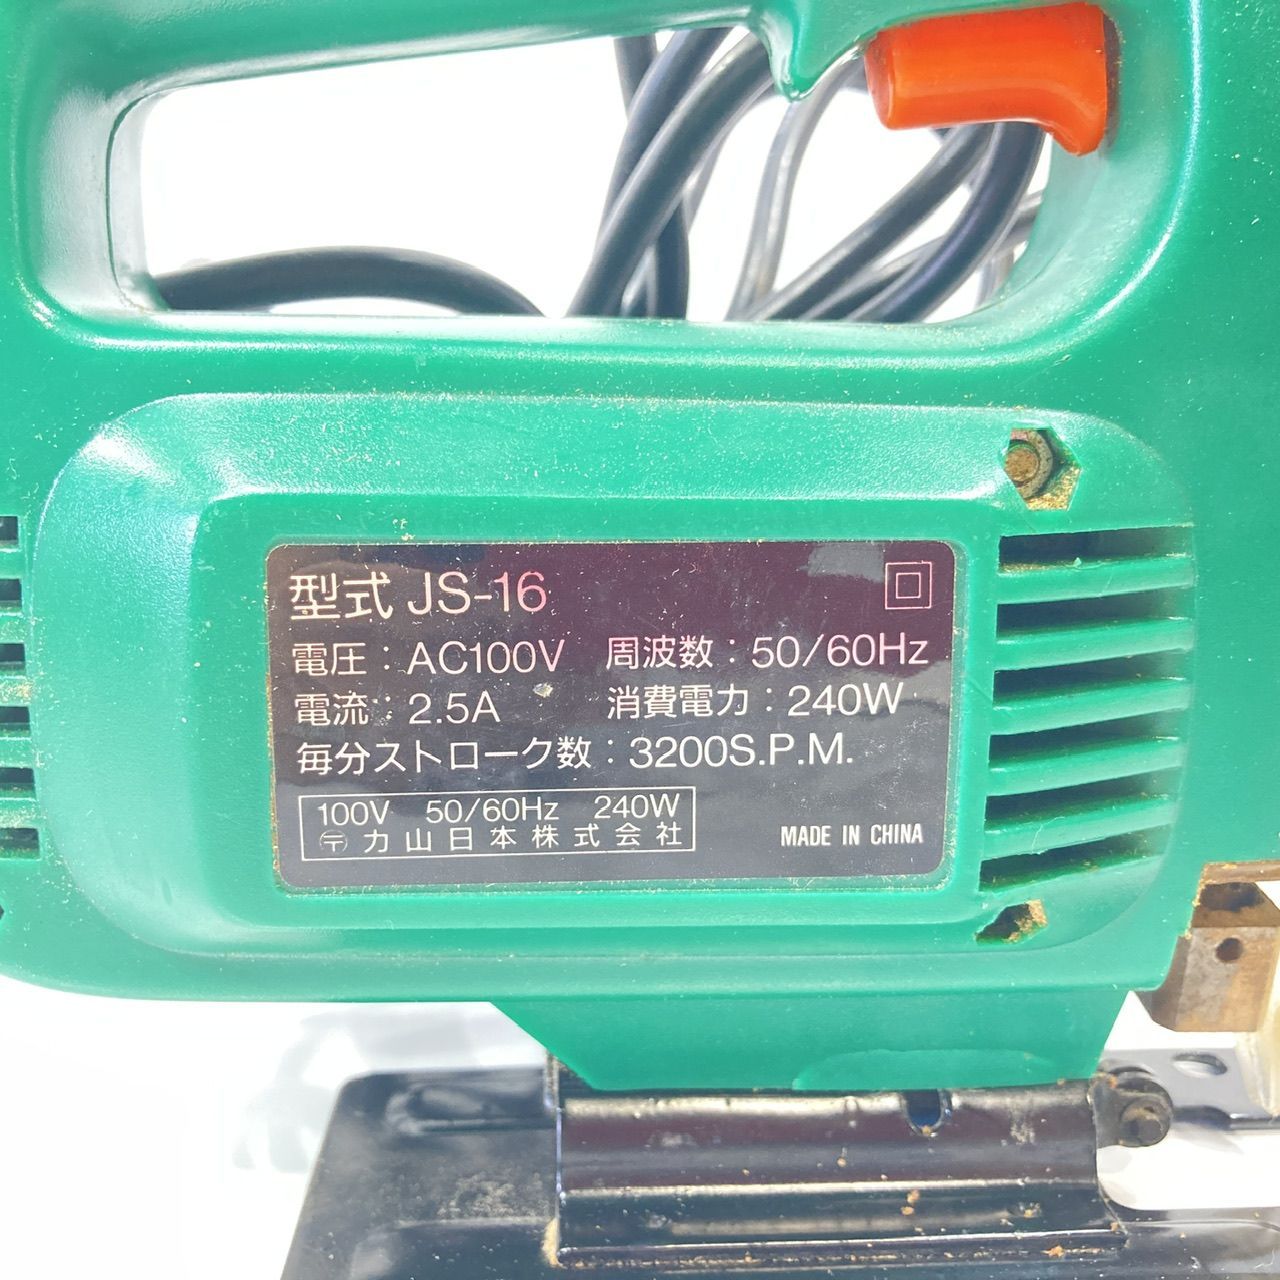 型式 JS-16
電圧：AC100V 周波数：50/60Hz
電流：2.5A 消費電力：240W
毎分ストローク数：3200S.P.M.
100V 50/60Hz 240W
〶 力山日本株式会社
MADE IN CHINA